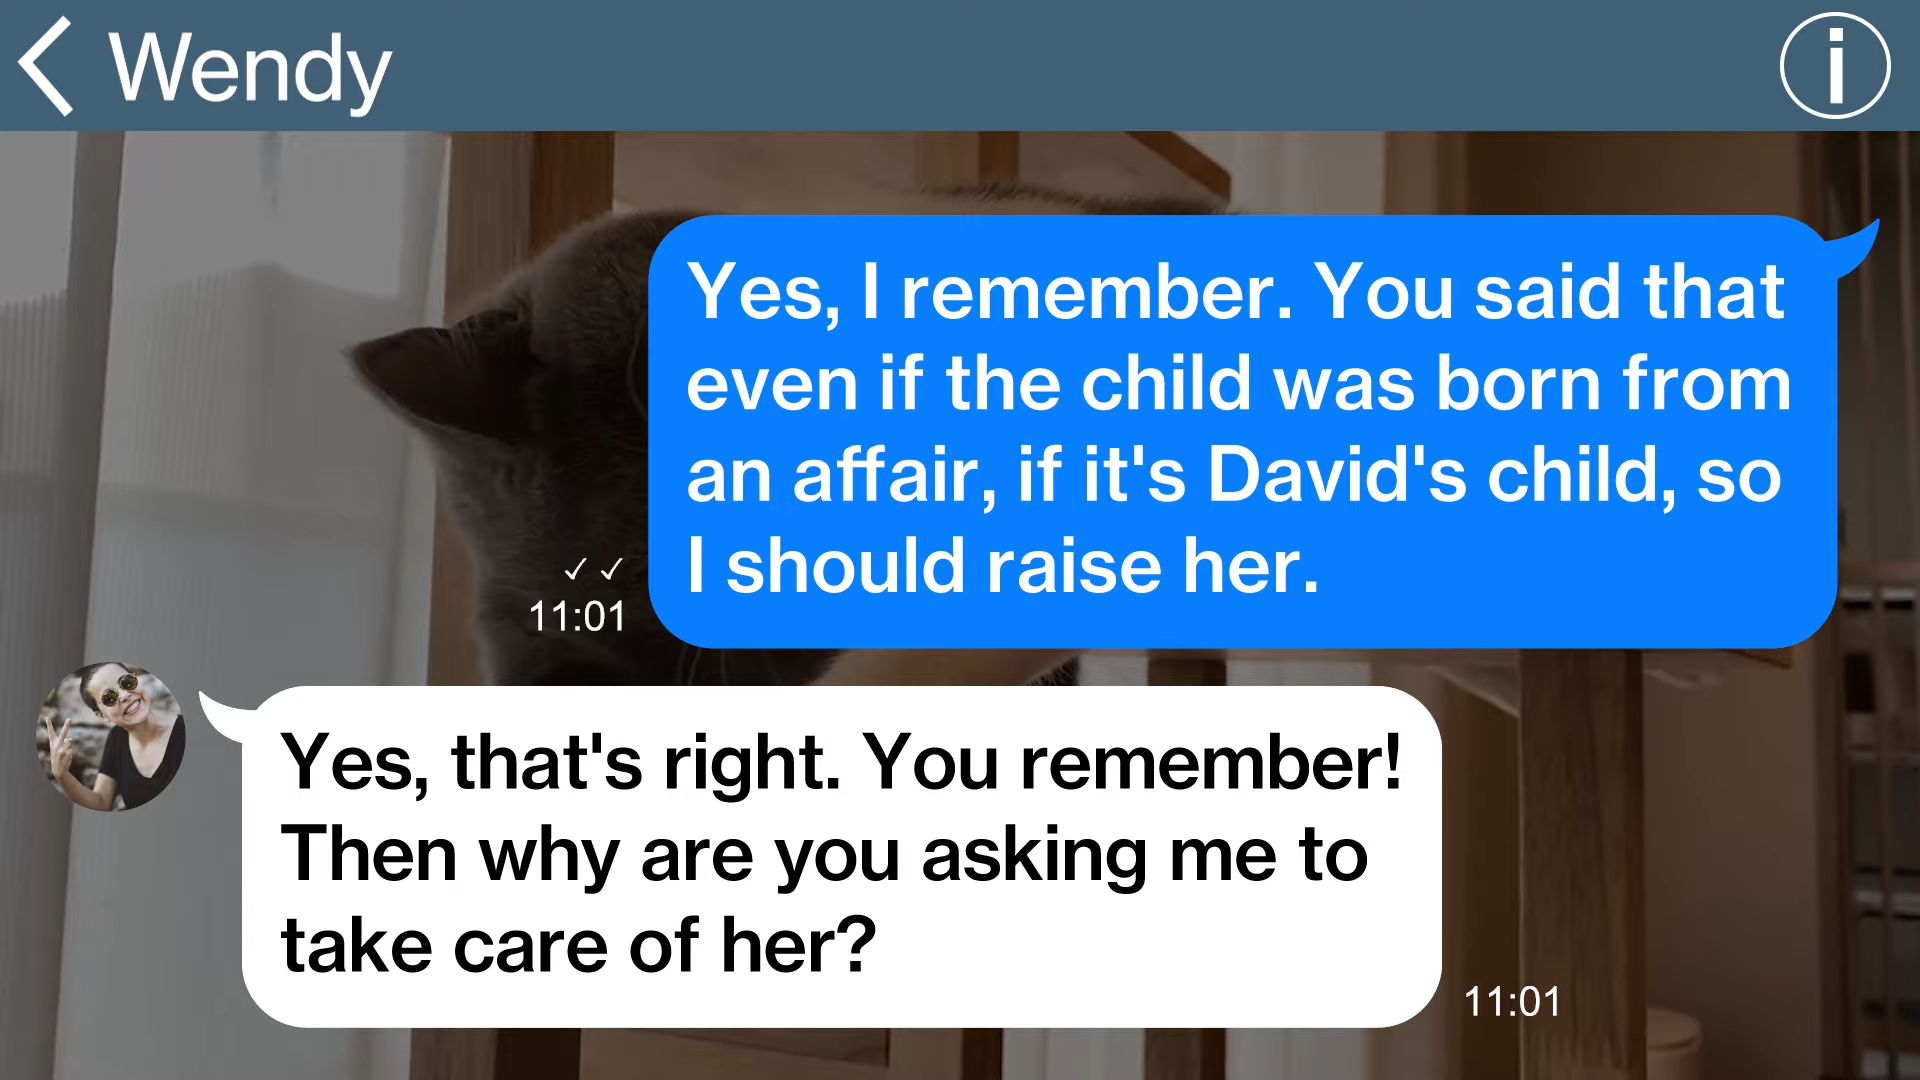 Wendy
Yes, I remember. You said that
even if the child was born from
an affair, if it's David's child, so
I should raise her.
✓ ✓
11:01
Yes, that's right. You remember!
Then why are you asking me to
take care of her?
11:01